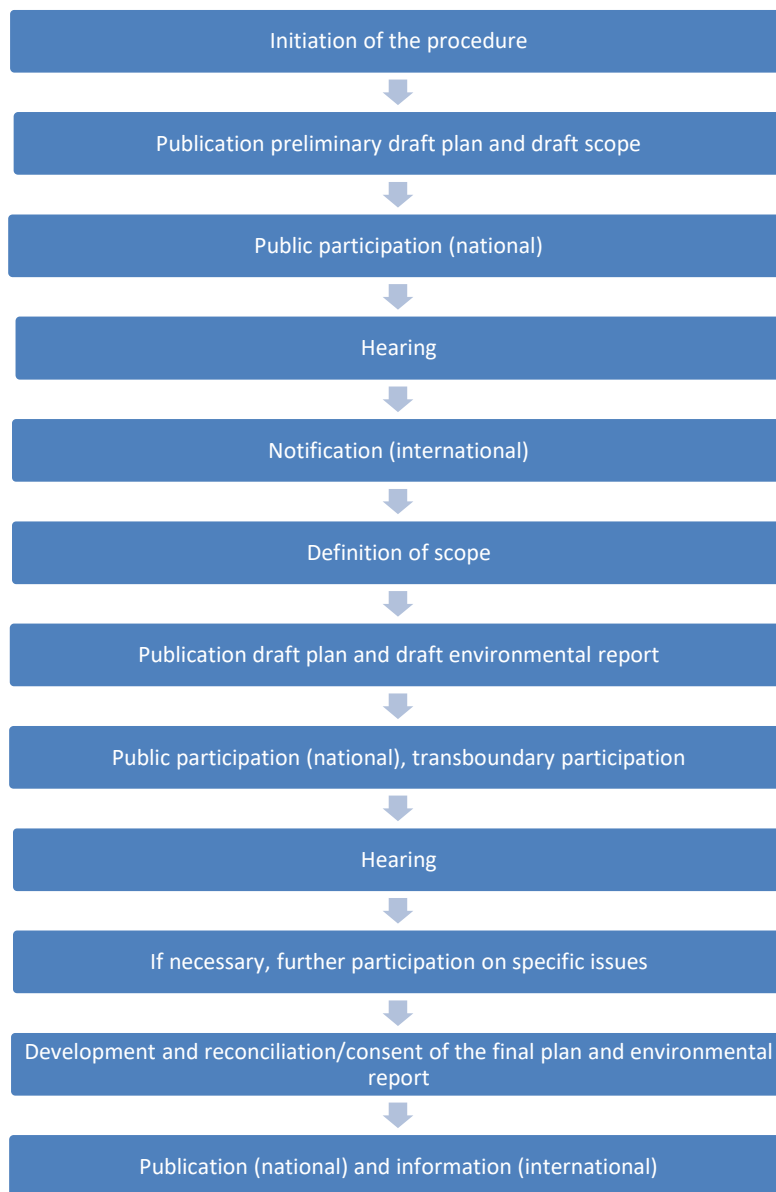 Initiation of the procedure
Publication preliminary draft plan and draft scope
Public participation (national)
Hearing
Notification (international)
Definition of scope
Publication draft plan and draft environmental report
Public participation (national), transboundary participation
Hearing
If necessary, further participation on specific issues
Development and reconciliation/consent of the final plan and environmental
report
Publication (national) and information (international)